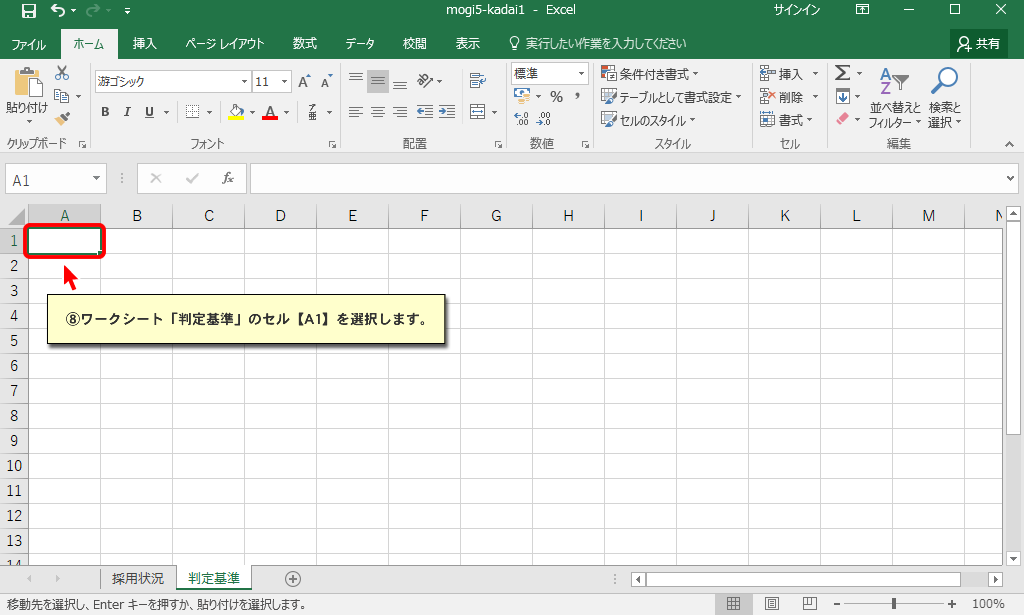 mogi5-kadai1 - Excel
サインイン
ファイル ホーム 挿入 ページ レイアウト 数式 データ 校閲 表示 実行したい作業を入力してください 共有
貼り付け
游ゴシック 11
標準
条件付き書式
挿入
B I U
% ,
テーブルとして書式設定
削除
並べ替えと
フィルター
検索と
選択
セルのスタイル
書式
クリップボード フォント 配置 数値 スタイル セル 編集
A1
fx
A B C D E F G H I J K L M N
1
2
3
4
5
6
7
8
9
10
11
12
13
14
⑧ワークシート「判定基準」のセル【A1】を選択します。
採用状況 判定基準
移動先を選択し、Enter キーを押すか、貼り付けを選択します。
100%